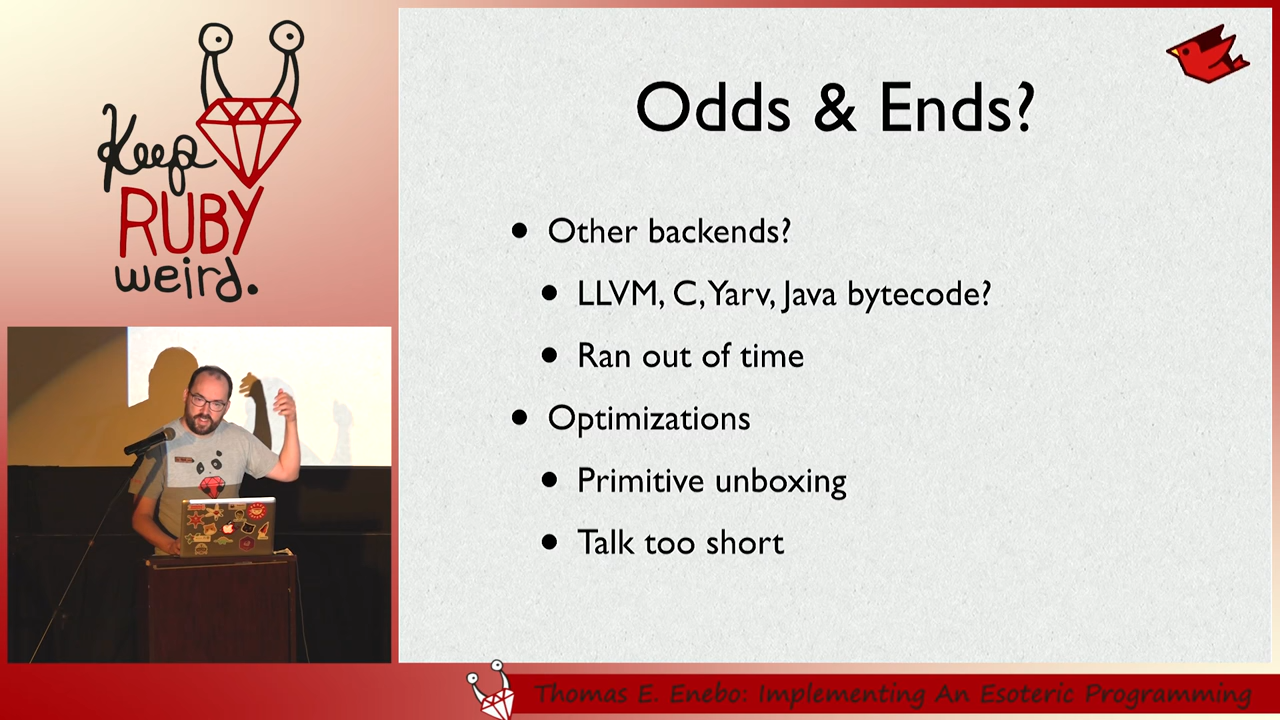 Keep
RUBY
weird.
Odds & Ends?
Other backends?
LLVM, C, Yarv, Java bytecode?
Ran out of time
Optimizations
Primitive unboxing
Talk too short
Thomas E. Enebo: Implementing An Esoteric Programming